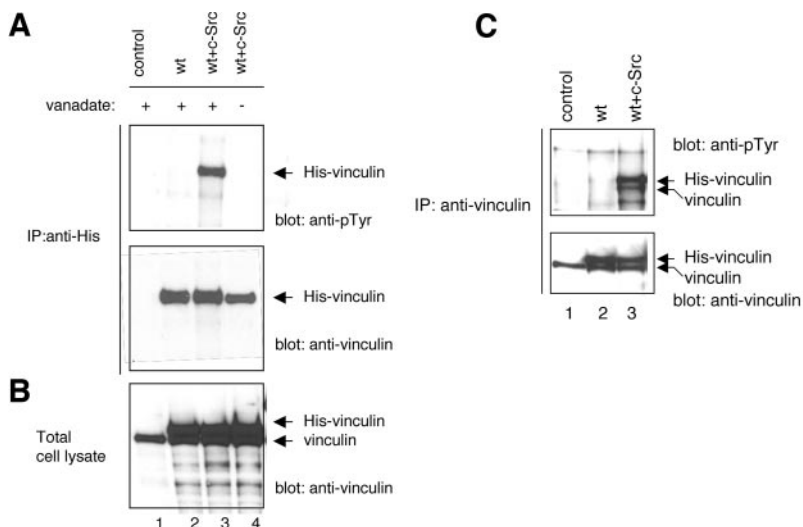 A
control
wt
wt+c-Src
wt+c-Src
vanadate: + + + -
His-vinculin
blot: anti-pTyr
IP:anti-His
His-vinculin
blot: anti-vinculin
B
Total
cell lysate
His-vinculin
vinculin
blot: anti-vinculin
1 2 3 4
C
control
wt
wt+c-Src
blot: anti-pTyr
His-vinculin
vinculin
IP: anti-vinculin
His-vinculin
vinculin
blot: anti-vinculin
1 2 3